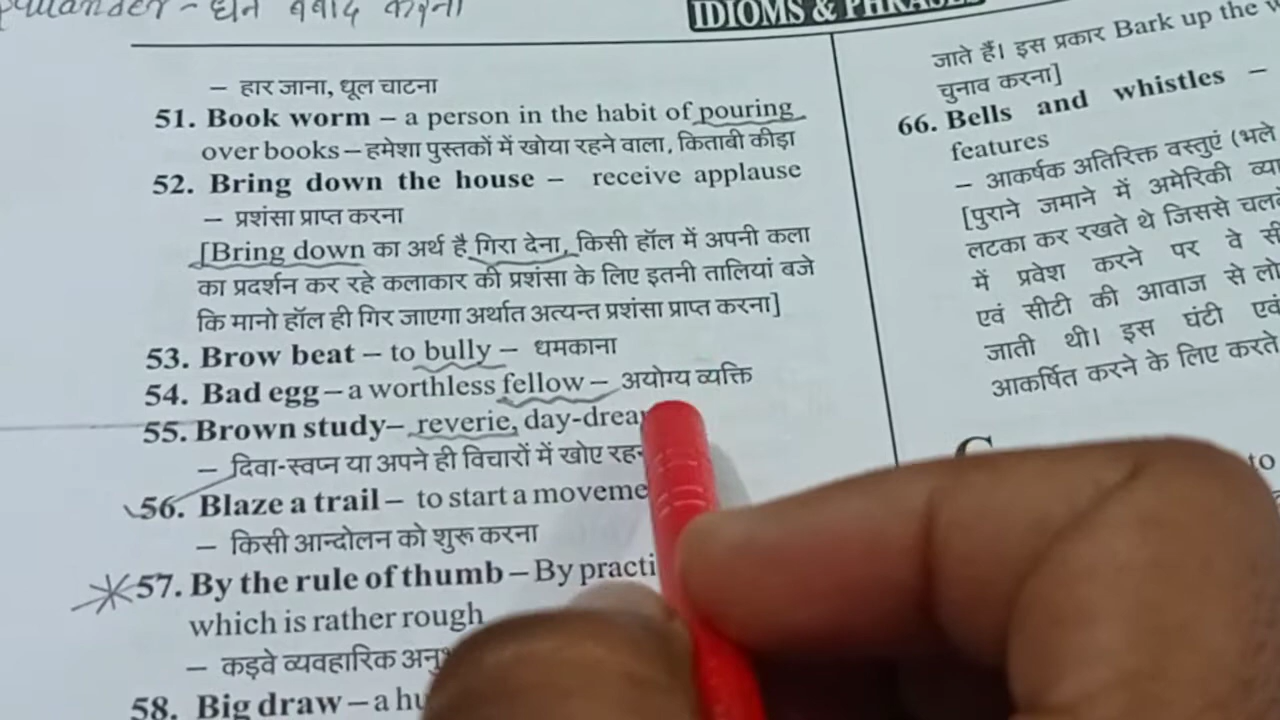 धन बर्बाद करना
IDIOMS & PHRASES
– हार जाना, धूल चाटना
51. Book worm – a person in the habit of pouring
over books – हमेशा पुस्तकों में खोया रहने वाला, किताबी कीड़ा
52. Bring down the house – receive applause
– प्रशंसा प्राप्त करना
[Bring down का अर्थ है गिरा देना, किसी हॉल में अपनी कला
का प्रदर्शन कर रहे कलाकार की प्रशंसा के लिए इतनी तालियां बजे
कि मानो हॉल ही गिर जाएगा अर्थात अत्यन्त प्रशंसा प्राप्त करना]
53. Brow beat – to bully – धमकाना
54. Bad egg – a worthless fellow – अयोग्य व्यक्ति
55. Brown study– reverie, day-drea
– दिवा-स्वप्न या अपने ही विचारों में खोए रह
56. Blaze a trail – to start a moveme
– किसी आन्दोलन को शुरू करना
57. By the rule of thumb – By practi
which is rather rough
– कड़वे व्यवहारिक अनु
58. Big draw – a hu
जाते हैं। इस प्रकार Bark up the w
चुनाव करना]
66. Bells and whistles –
features
– आकर्षक अतिरिक्त वस्तुएं (भले
[पुराने जमाने में अमेरिकी व्या
लटका कर रखते थे जिससे चल
में प्रवेश करने पर वे सी
एवं सीटी की आवाज से लो
जाती थी। इस घंटी एवं
आकर्षित करने के लिए करते
to